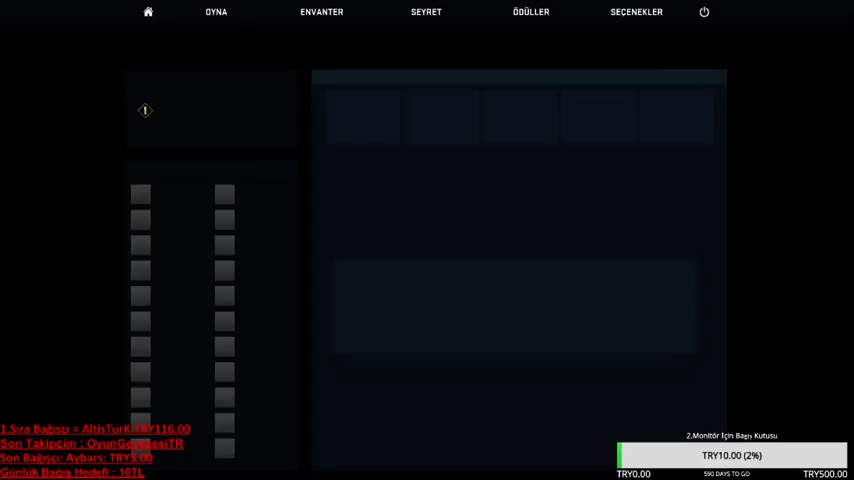 OYNA ENVANTER SEYRET ÖDÜLLER SEÇENEKLER
1.Sıra Bağışçı = AltisTurK TRY116.00
Son Takipçim : OyunGevezesiTR
Son Bağışçı: Aybars: TRY3.00
Günlük Bağış Hedefi : 10TL
2.Monitör İçin Bağış Kutusu
TRY10.00 (2%)
TRY0.00 590 DAYS TO GO TRY500.00